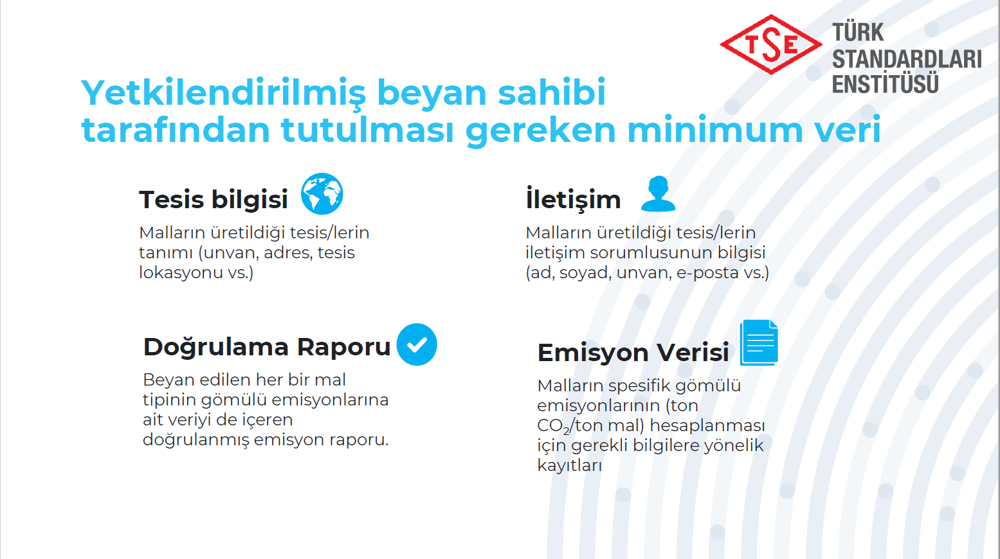 TSE
TÜRK
STANDARDLARI
ENSTİTÜSÜ
Yetkilendirilmiş beyan sahibi
tarafından tutulması gereken minimum veri
Tesis bilgisi
Malların üretildiği tesis/lerin
tanımı (unvan, adres, tesis
lokasyonu vs.)
İletişim
Malların üretildiği tesis/lerin
iletişim sorumlusunun bilgisi
(ad, soyad, unvan, e-posta vs.)
Doğrulama Raporu
Beyan edilen her bir mal
tipinin gömülü emisyonlarına
ait veriyi de içeren
doğrulanmış emisyon raporu.
Emisyon Verisi
Malların spesifik gömülü
emisyonlarının (ton
CO₂/ton mal) hesaplanması
için gerekli bilgilere yönelik
kayıtları